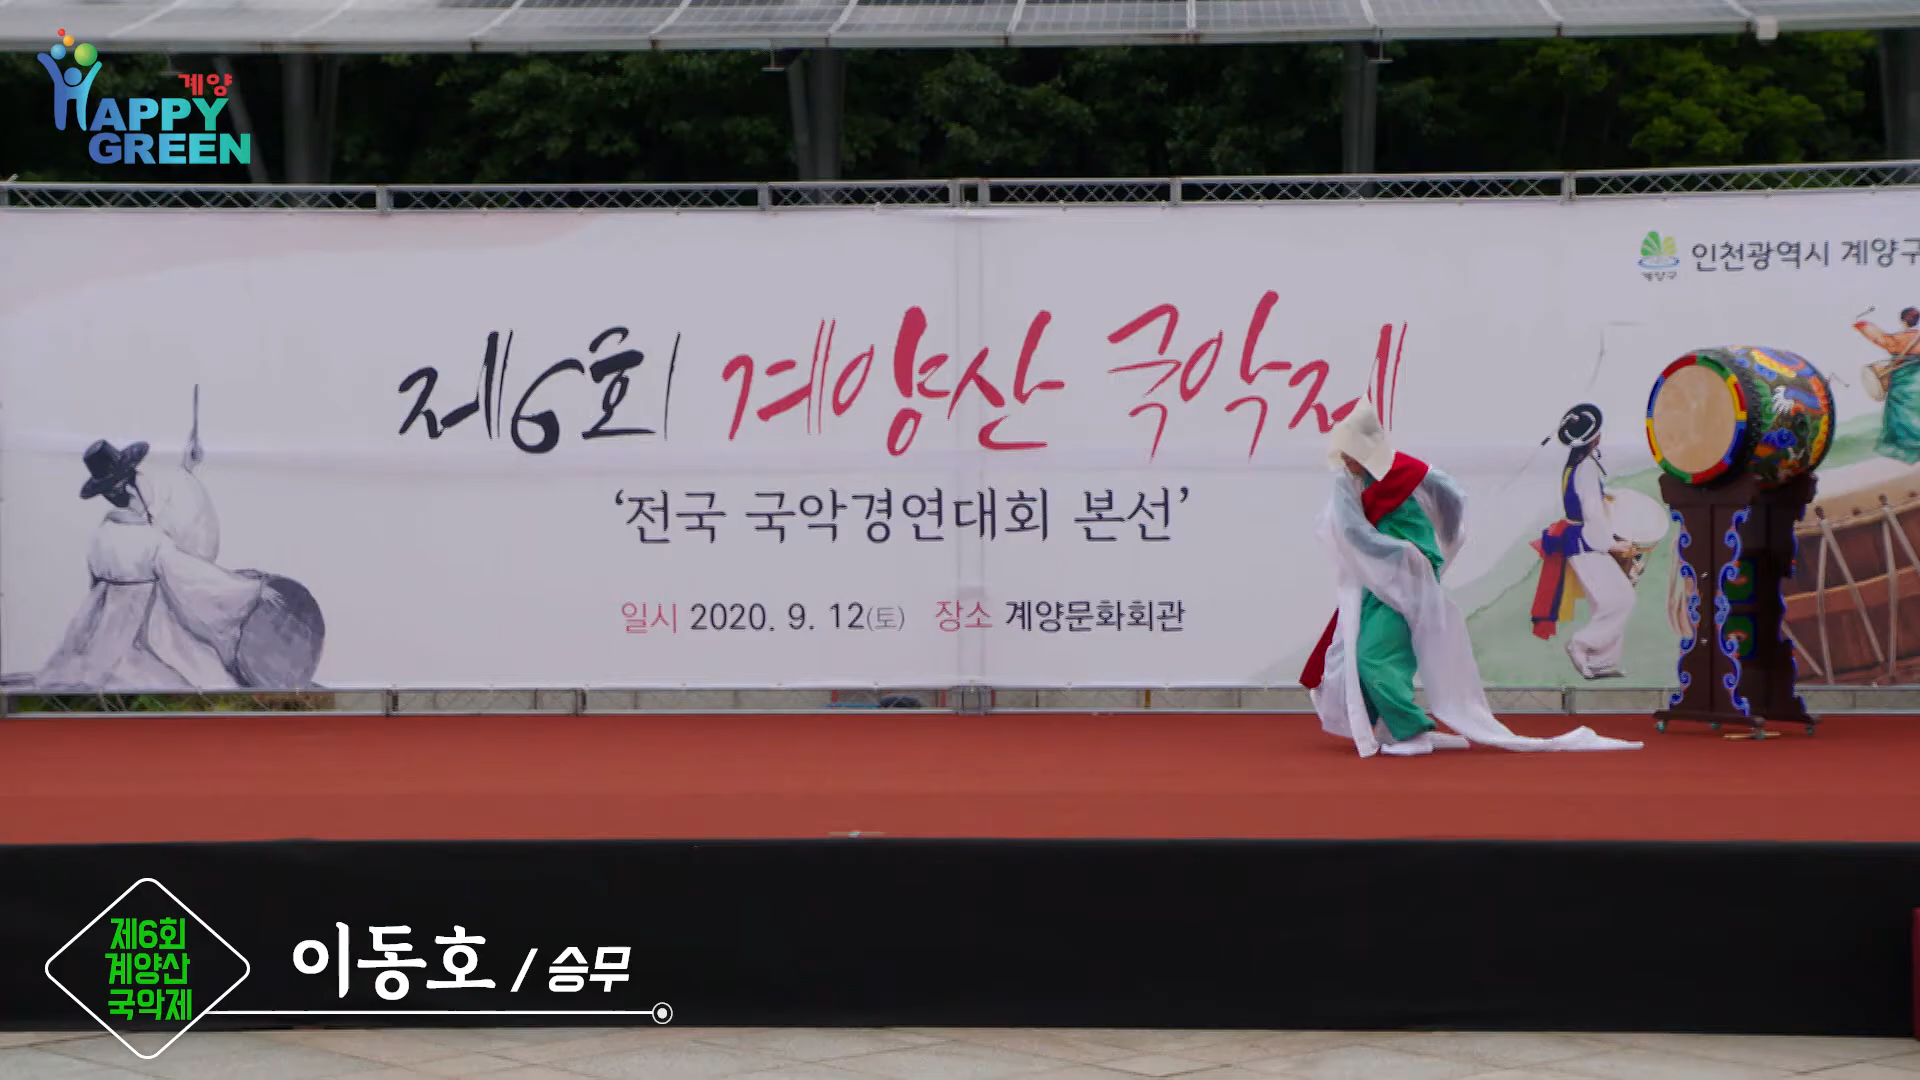 계양
HAPPY
GREEN
계양구
인천광역시 계양구
제6회 계양산 국악제
‘전국 국악경연대회 본선’
일시 2020. 9. 12(토) 장소 계양문화회관
제6회
계양산
국악제
이동호 / 승무